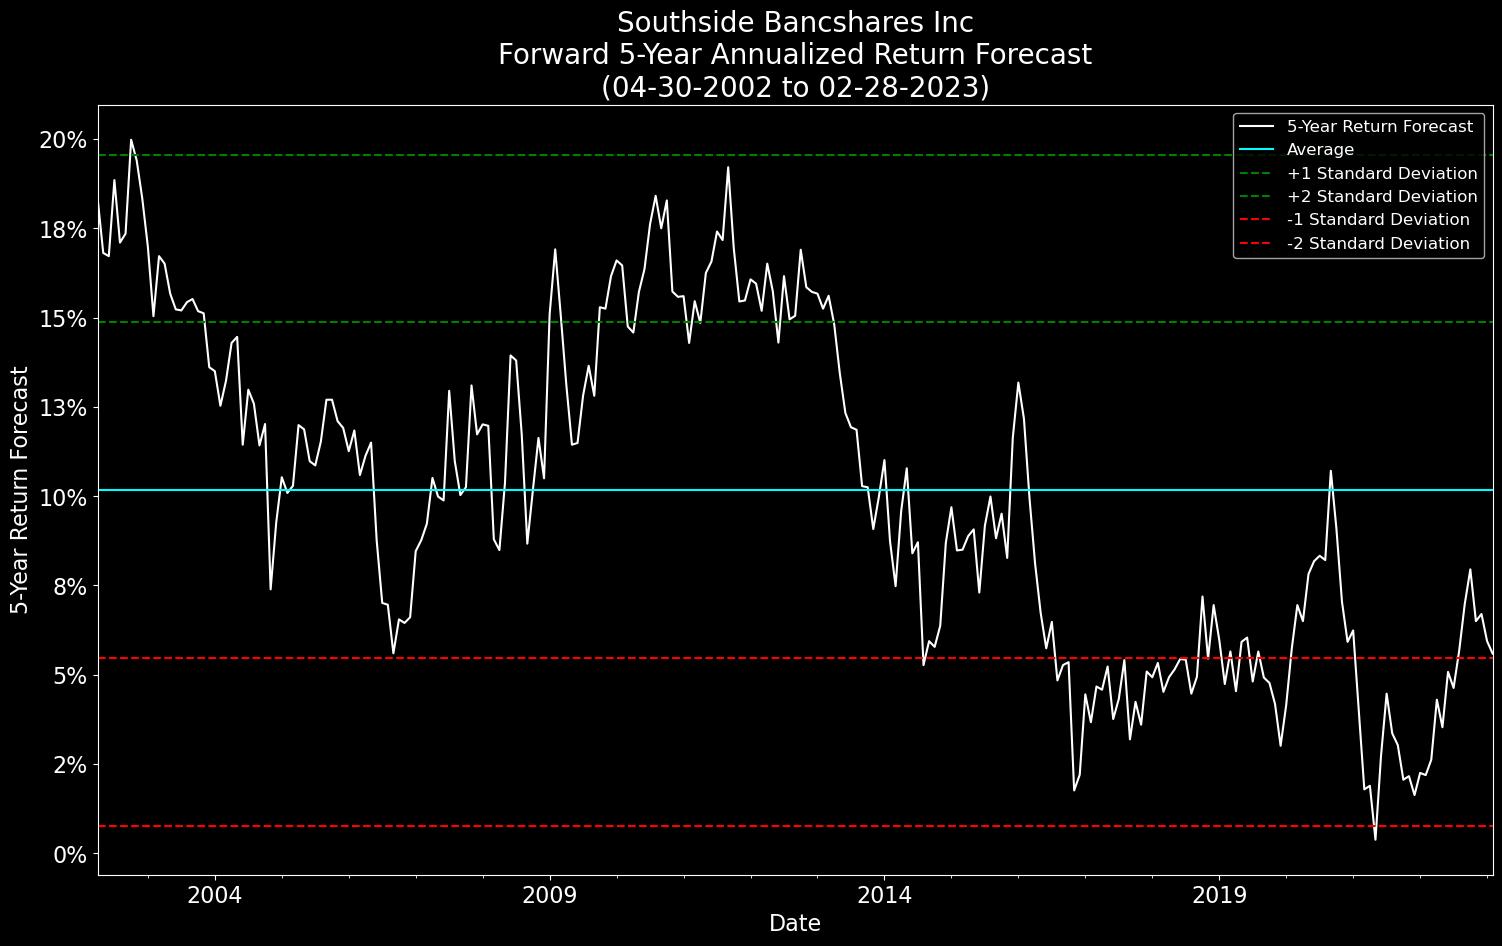 Southside Bancshares Inc
Forward 5-Year Annualized Return Forecast
(04-30-2002 to 02-28-2023)
5-Year Return Forecast
Average
+1 Standard Deviation
+2 Standard Deviation
-1 Standard Deviation
-2 Standard Deviation
5-Year Return Forecast
20%
18%
15%
13%
10%
8%
5%
2%
0%
2004
2009
2014
2019
Date